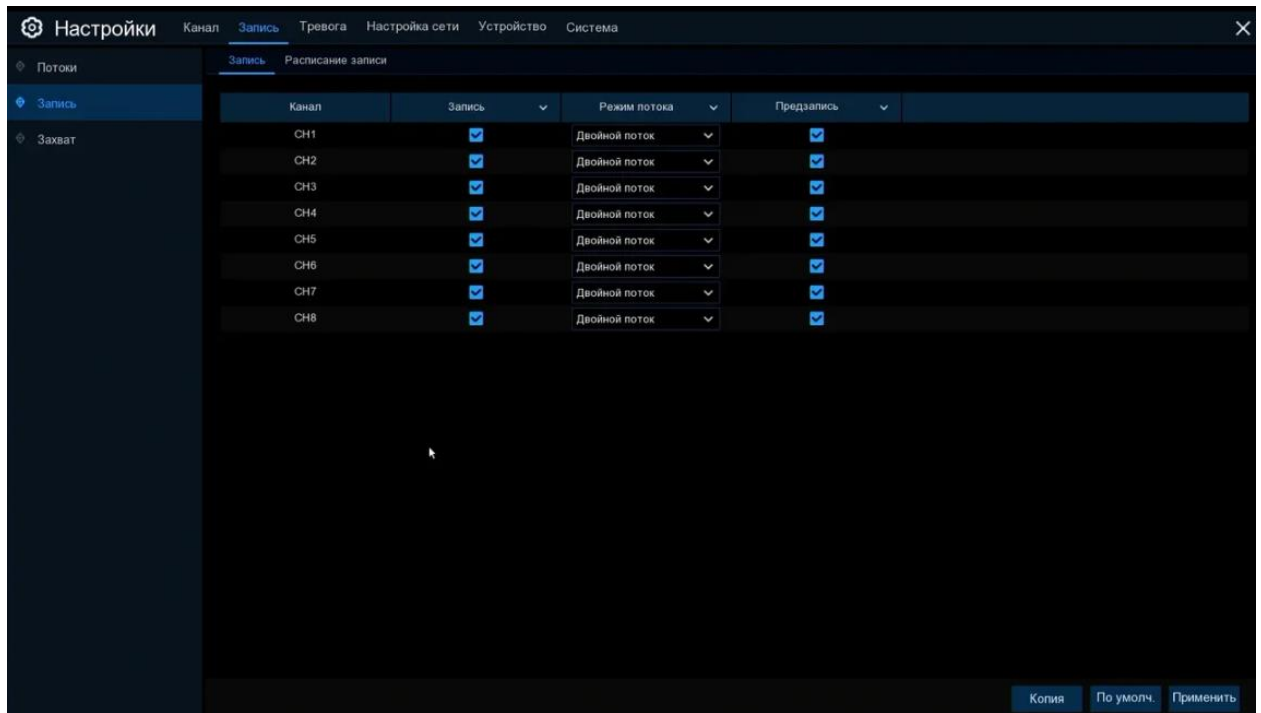 Настройки Канал Запись Тревога Настройка сети Устройство Система
Потоки
Запись
Захват
Запись Расписание записи
Канал Запись Режим потока Предзапись
CH1 Двойной поток
CH2 Двойной поток
CH3 Двойной поток
CH4 Двойной поток
CH5 Двойной поток
CH6 Двойной поток
CH7 Двойной поток
CH8 Двойной поток
Копия По умолч. Применить